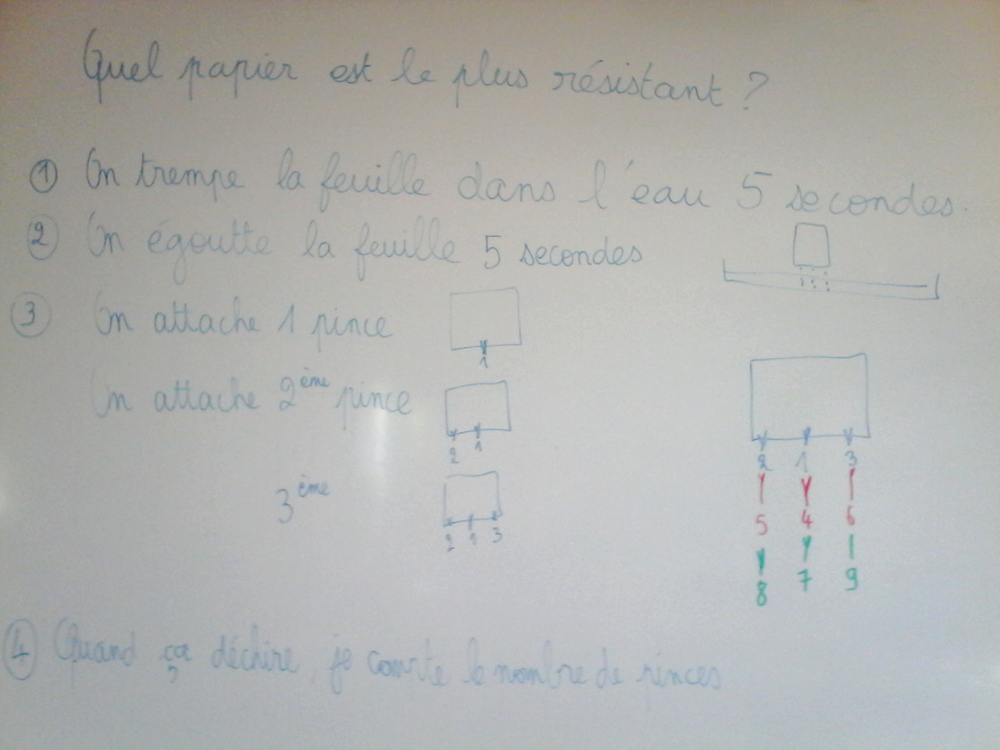 Quel papier est le plus résistant ?
① On trempe la feuille dans l'eau 5 secondes.
② On égoutte la feuille 5 secondes
③ On attache 1 pince
1
On attache 2ème pince
2 1
3ème
2 1 3
2 1 3
5 4 6
8 7 9
④ Quand ça déchire, je compte le nombre de pinces